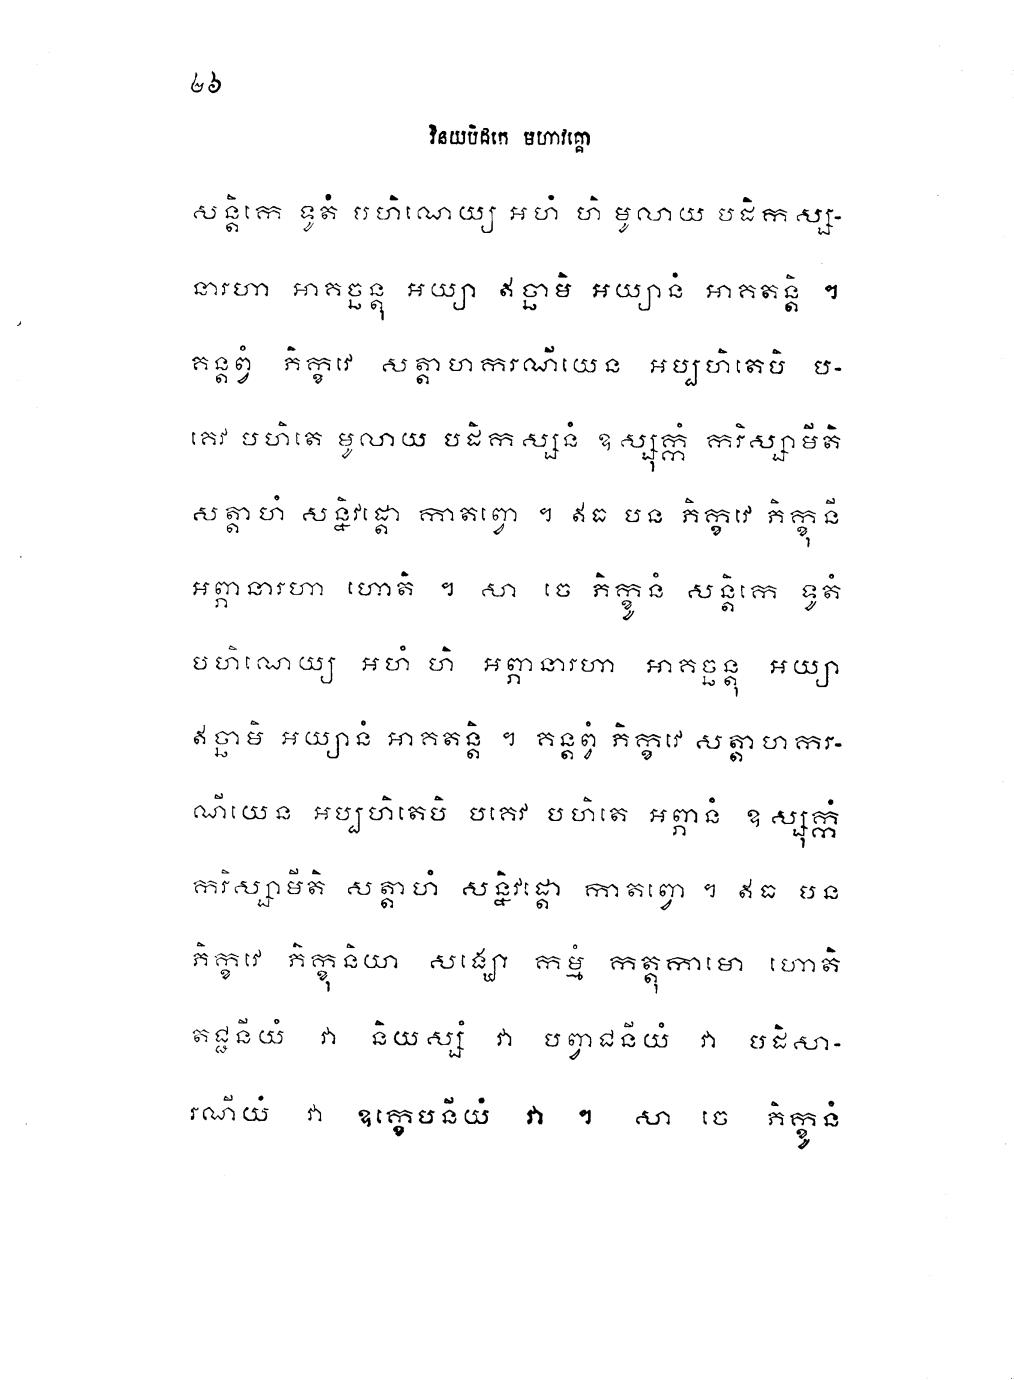 ៤៦
វិនយបិដកេ មហាវគ្គោ
សន្តិកេ ទូតំ បហិណេយ្យ អហំ ហិ មូលាយ បដិកស្ស-
នារហា អាគច្ឆន្តុ អយ្យា ឥច្ឆាមិ អយ្យានំ អាគតន្តិ ។
គន្តព្វំ ភិក្ខវេ សត្តាហករណីយេន អប្បហិតេបិ ប-
គេវ បហិតេ មូលាយ បដិកស្សនំ ឧស្សុក្កំ ករិស្សាមីតិ
សត្តាហំ សន្និវដ្តោ កាតព្វោ ។ ឥធ បន ភិក្ខវេ ភិក្ខុនី
អព្ភានារហា ហោតិ ។ សា ចេ ភិក្ខូនំ សន្តិកេ ទូតំ
បហិណេយ្យ អហំ ហិ អព្ភានារហា អាគច្ឆន្តុ អយ្យា
ឥច្ឆាមិ អយ្យានំ អាគតន្តិ ។ គន្តព្វំ ភិក្ខវេ សត្តាហករ-
ណីយេន អប្បហិតេបិ បគេវ បហិតេ អព្ភានំ ឧស្សុក្កំ
ករិស្សាមីតិ សត្តាហំ សន្និវដ្តោ កាតព្វោ ។ ឥធ បន
ភិក្ខវេ ភិក្ខុនិយា សង្ឃោ កម្មំ កត្តុកាមោ ហោតិ
តជ្ជនីយំ វា និយស្សំ វា បព្វាជនីយំ វា បដិសា-
រណីយំ វា ឧក្ខេបនីយំ វា ។ សា ចេ ភិក្ខូនំ